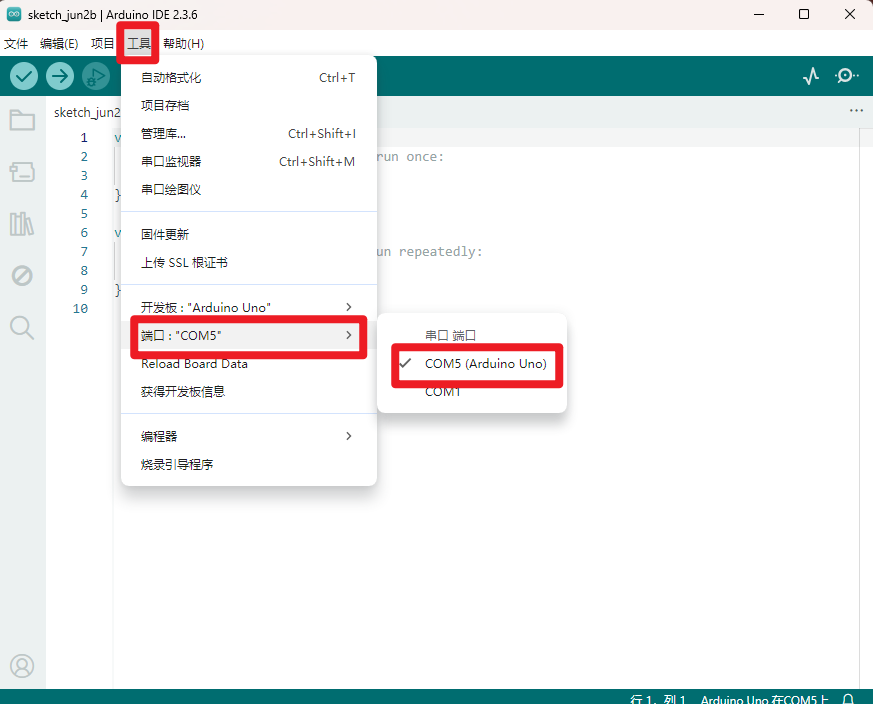 sketch_jun2b | Arduino IDE 2.3.6
文件 编辑(E) 项目 工具 帮助(H)
sketch_jun2
自动格式化 Ctrl+T
项目存档
管理库... Ctrl+Shift+I
串口监视器 Ctrl+Shift+M
串口绘图仪
固件更新
上传 SSL 根证书
开发板 : "Arduino Uno"
端口 : "COM5"
Reload Board Data
获得开发板信息
编程器
烧录引导程序
串口 端口
COM5 (Arduino Uno)
COM1
1 v
2 run once:
3
4 }
5
6 v
7 un repeatedly:
8
9 }
10
行 1，列 1 Arduino Uno 在COM5上